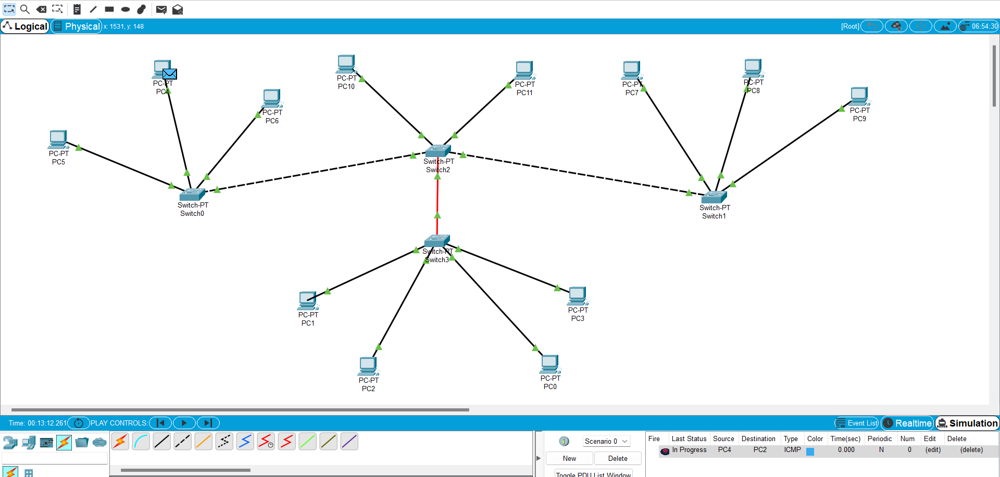 Logical
Physical
x: 1531, y: 148
[Root]
06:54:30
PC-PT
PC4
PC-PT
PC10
PC-PT
PC11
PC-PT
PC7
PC-PT
PC8
PC-PT
PC6
PC-PT
PC9
PC-PT
PC5
Switch-PT
Switch2
Switch-PT
Switch0
Switch-PT
Switch1
Switch-PT
Switch3
PC-PT
PC1
PC-PT
PC3
PC-PT
PC2
PC-PT
PC0
Time: 00:13:12.261
PLAY CONTROLS:
Event List
Realtime
Simulation
Scenario 0
New
Delete
Toggle PDU List Window
Fire Last Status Source Destination Type Color Time(sec) Periodic Num Edit Delete
In Progress PC4 PC2 ICMP 0.000 N 0 (edit) (delete)